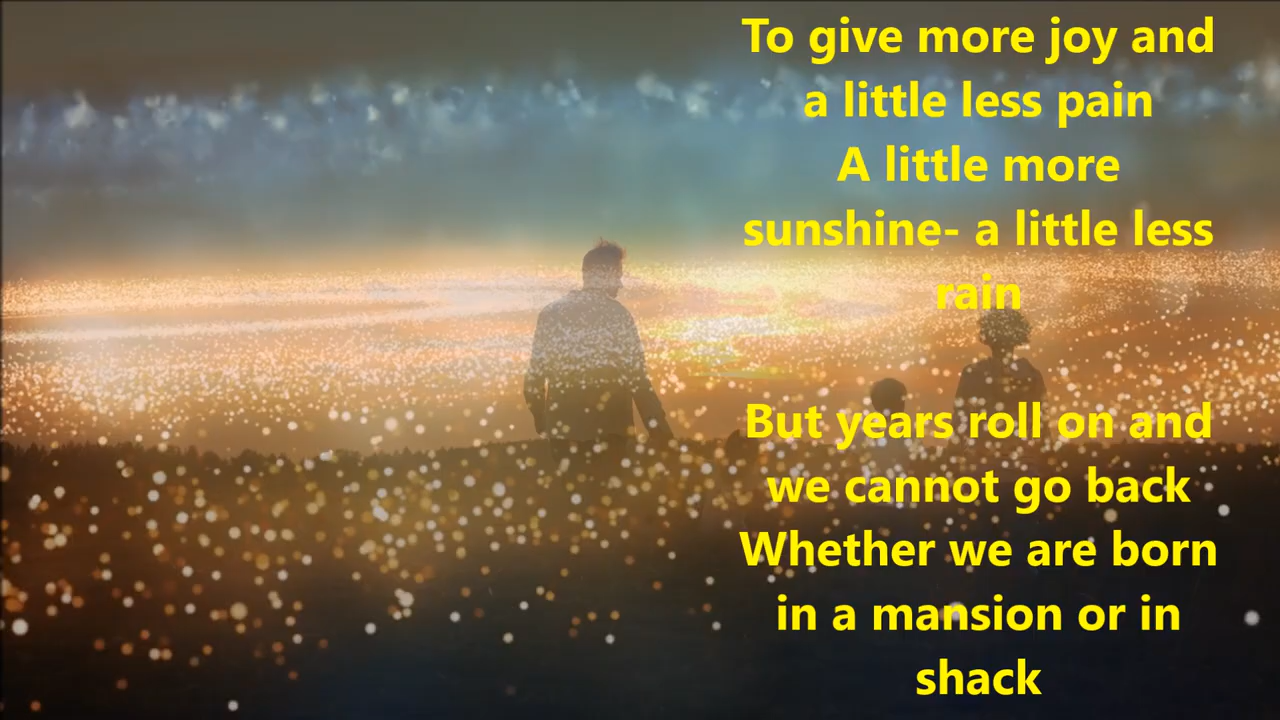 To give more joy and
a little less pain
A little more
sunshine- a little less
rain
But years roll on and
we cannot go back
Whether we are born
in a mansion or in
shack